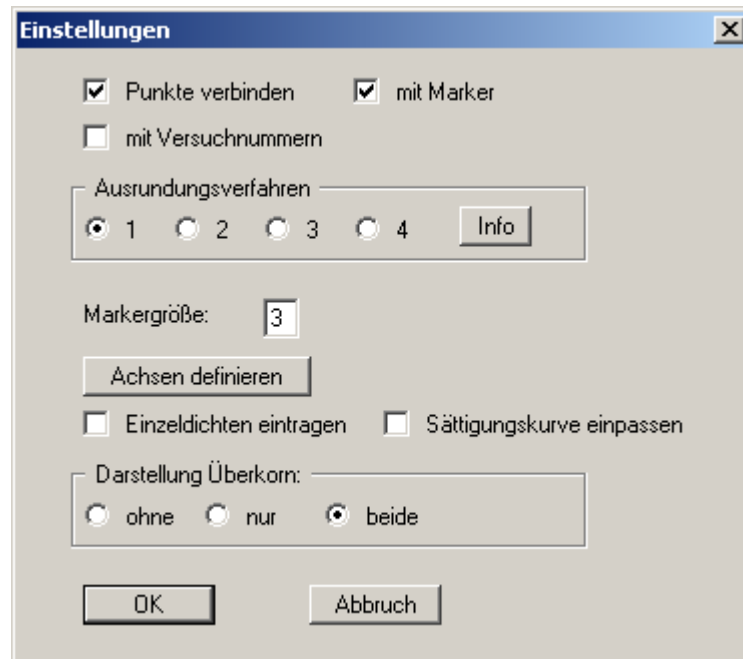 Einstellungen
Punkte verbinden mit Marker
mit Versuchnummern
Ausrundungsverfahren
1 2 3 4 Info
Markergröße: 3
Achsen definieren
Einzeldichten eintragen Sättigungskurve einpassen
Darstellung Überkorn:
ohne nur beide
OK Abbruch